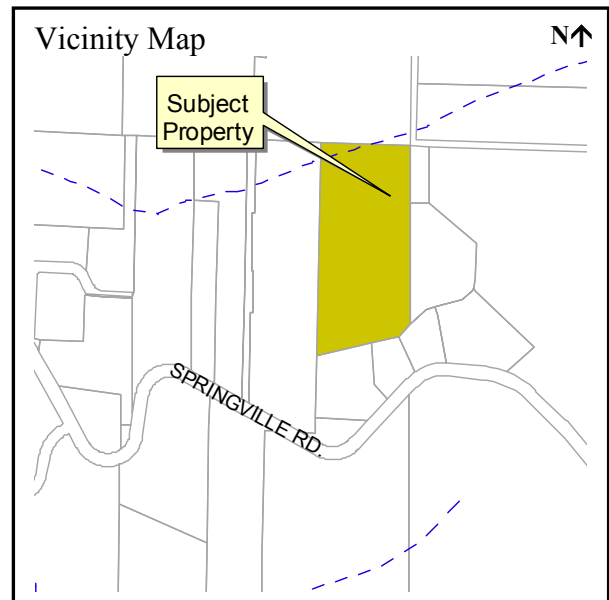 Vicinity Map
N↑
Subject
Property
SPRINGVILLE RD.